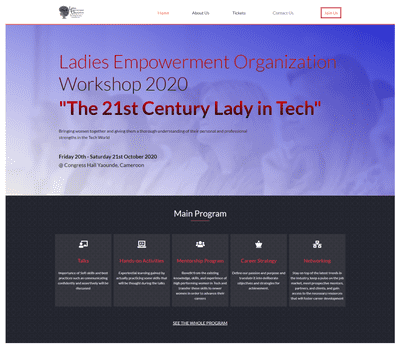 Home
About Us
Tickets
Contact Us
Join Us
Ladies Empowerment Organization
Workshop 2020
"The 21st Century Lady in Tech"
Bringing women together and giving them a thorough understanding of their personal and professional
strengths in the Tech World
Friday 20th - Saturday 21st October 2020
@ Congress Hall Yaounde, Cameroon
Main Program
Talks
Importance of Soft skills and tech
practices such as communicating
confidently and assertively will be
discussed
Hands-on Activities
Experiential learning gained by
actually practicing some skills that
will be thought during the talks.
Mentorship Program
Benefit from the existing
knowledge, skills, and experience of
high performing women in Tech and
transfer these skills to newer
women in order to advance their
careers
Career Strategy
Define our passion and purpose and
translate it into deliverable
objectives and strategies for
achievement.
Networking
Stay on top of the latest trends in
the industry, keep a pulse on the job
market, meet prospective mentors,
partners, and clients, and gain
access to the necessary resources
that will foster career development
SEE THE WHOLE PROGRAM